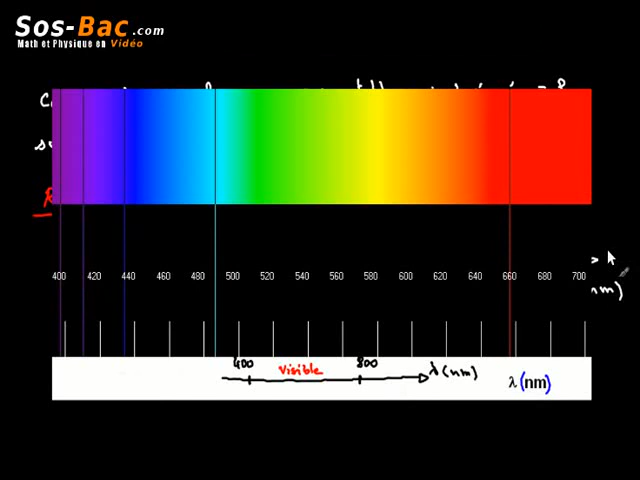 Sos-Bac.com
Math et Physique en Vidéo
400 420 440 460 480 500 520 540 560 580 600 620 640 660 680 700
nm)
400 800
Visible
λ(nm)
λ(nm)